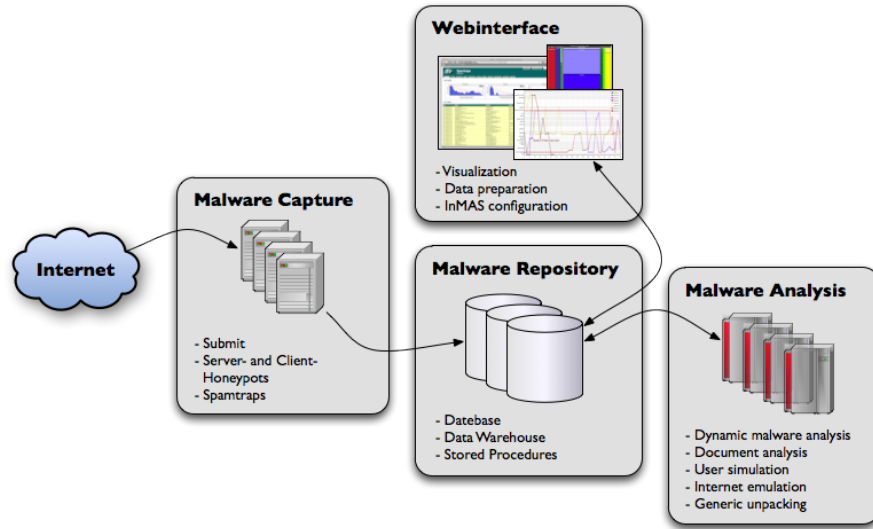 Webinterface
- Visualization
- Data preparation
- InMAS configuration
Malware Capture
- Submit
- Server- and Client-
Honeypots
- Spamtraps
Internet
Malware Repository
- Datebase
- Data Warehouse
- Stored Procedures
Malware Analysis
- Dynamic malware analysis
- Document analysis
- User simulation
- Internet emulation
- Generic unpacking